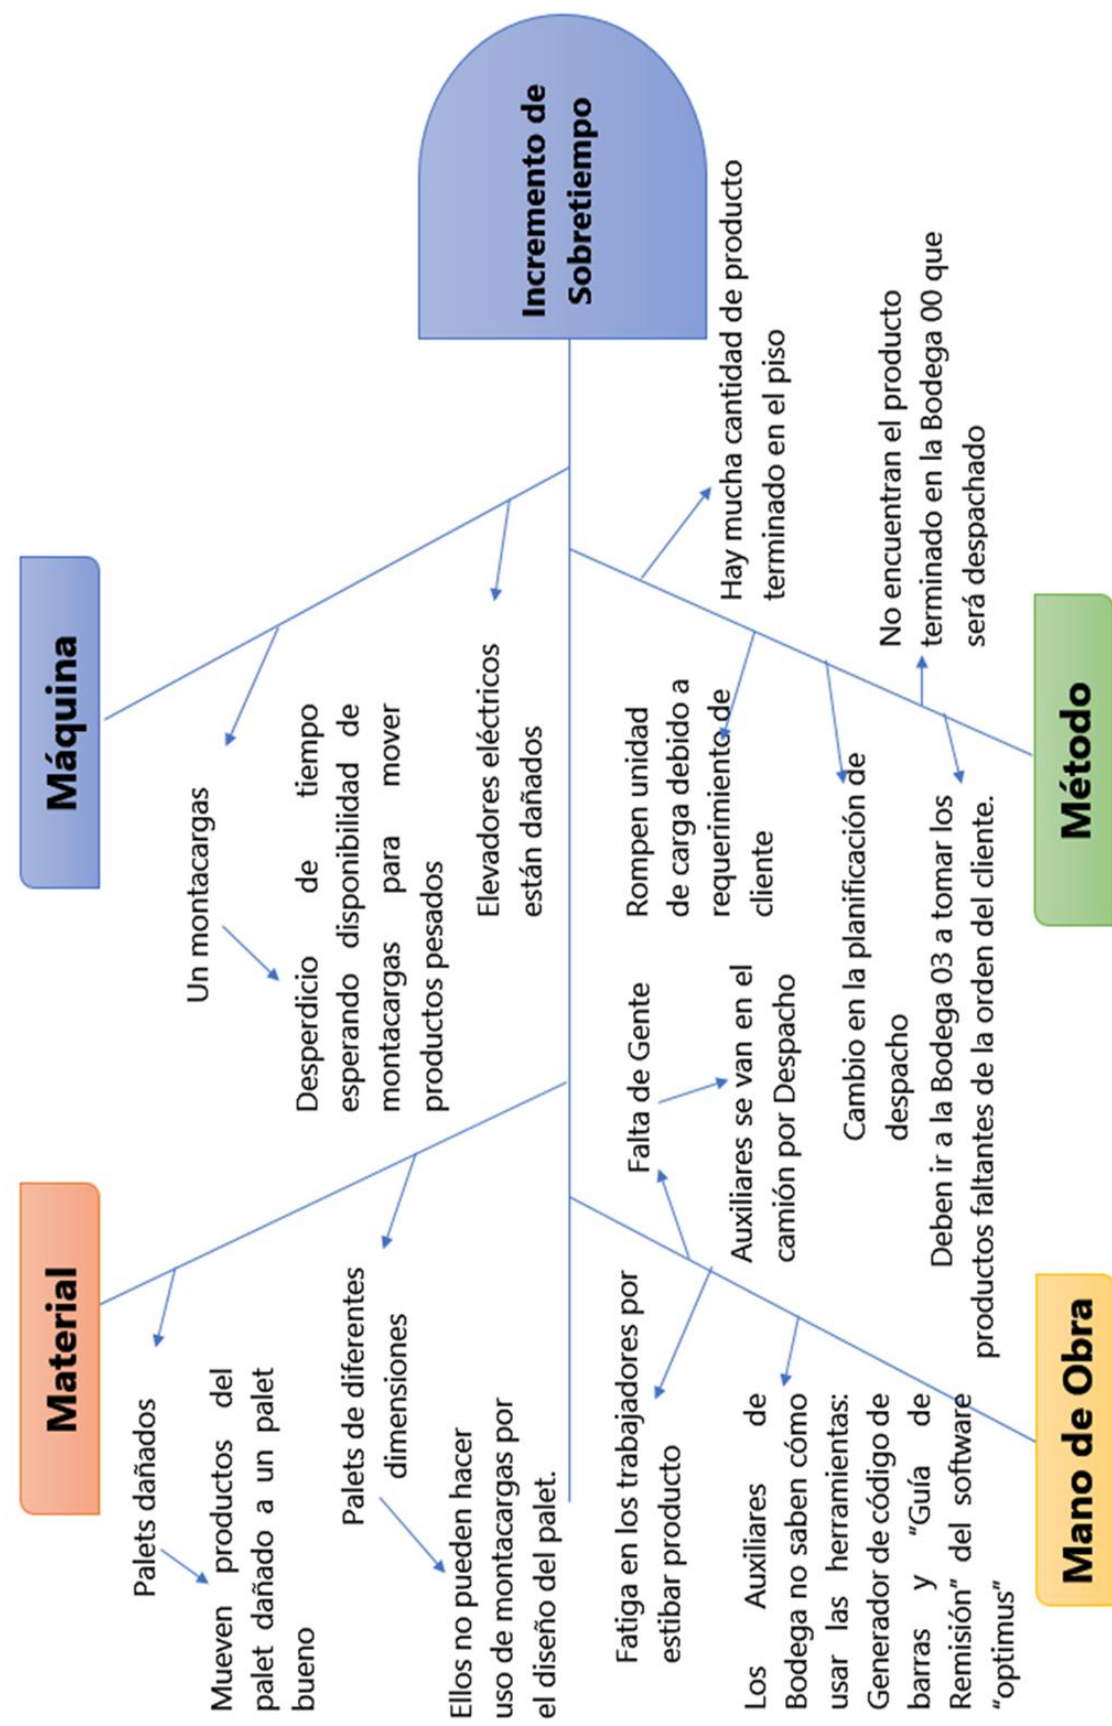 Material
Palets dañados
Mueven productos del
palet dañado a un palet
bueno
Palets de diferentes
dimensiones
Ellos no pueden hacer
uso de montacargas por
el diseño del palet.
Máquina
Un montacargas
Desperdicio de tiempo
esperando disponibilidad de
montacargas para mover
productos pesados
Elevadores eléctricos
están dañados
Incremento de
Sobretiempo
Mano de Obra
Fatiga en los trabajadores por
estibar producto
Los Auxiliares de
Bodega no saben cómo
usar las herramientas:
Generador de código de
barras y “Guía de
Remisión” del software
“optimus”
Falta de Gente
Auxiliares se van en el
camión por Despacho
Método
Rompen unidad
de carga debido a
requerimiento de
cliente
Cambio en la planificación de
despacho
Deben ir a la Bodega 03 a tomar los
productos faltantes de la orden del cliente.
Hay mucha cantidad de producto
terminado en el piso
No encuentran el producto
terminado en la Bodega 00 que
será despachado